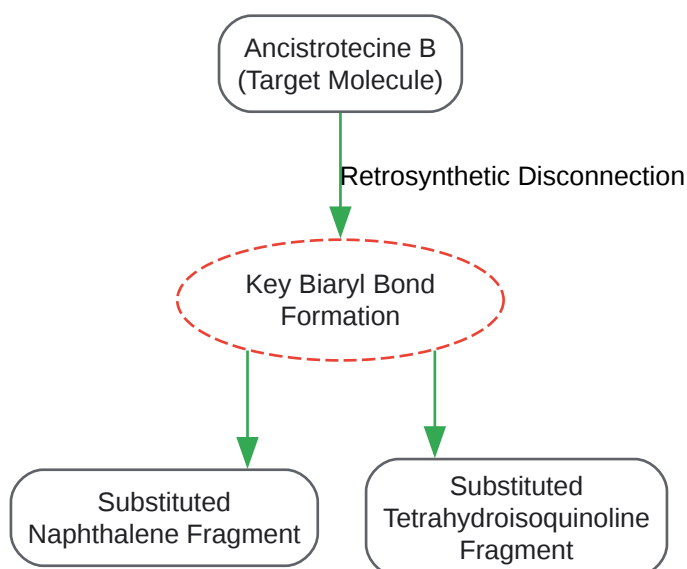 Ancistrotecine B
(Target Molecule)
Retrosynthetic Disconnection
Key Biaryl Bond
Formation
Substituted
Naphthalene Fragment
Substituted
Tetrahydroisoquinoline
Fragment